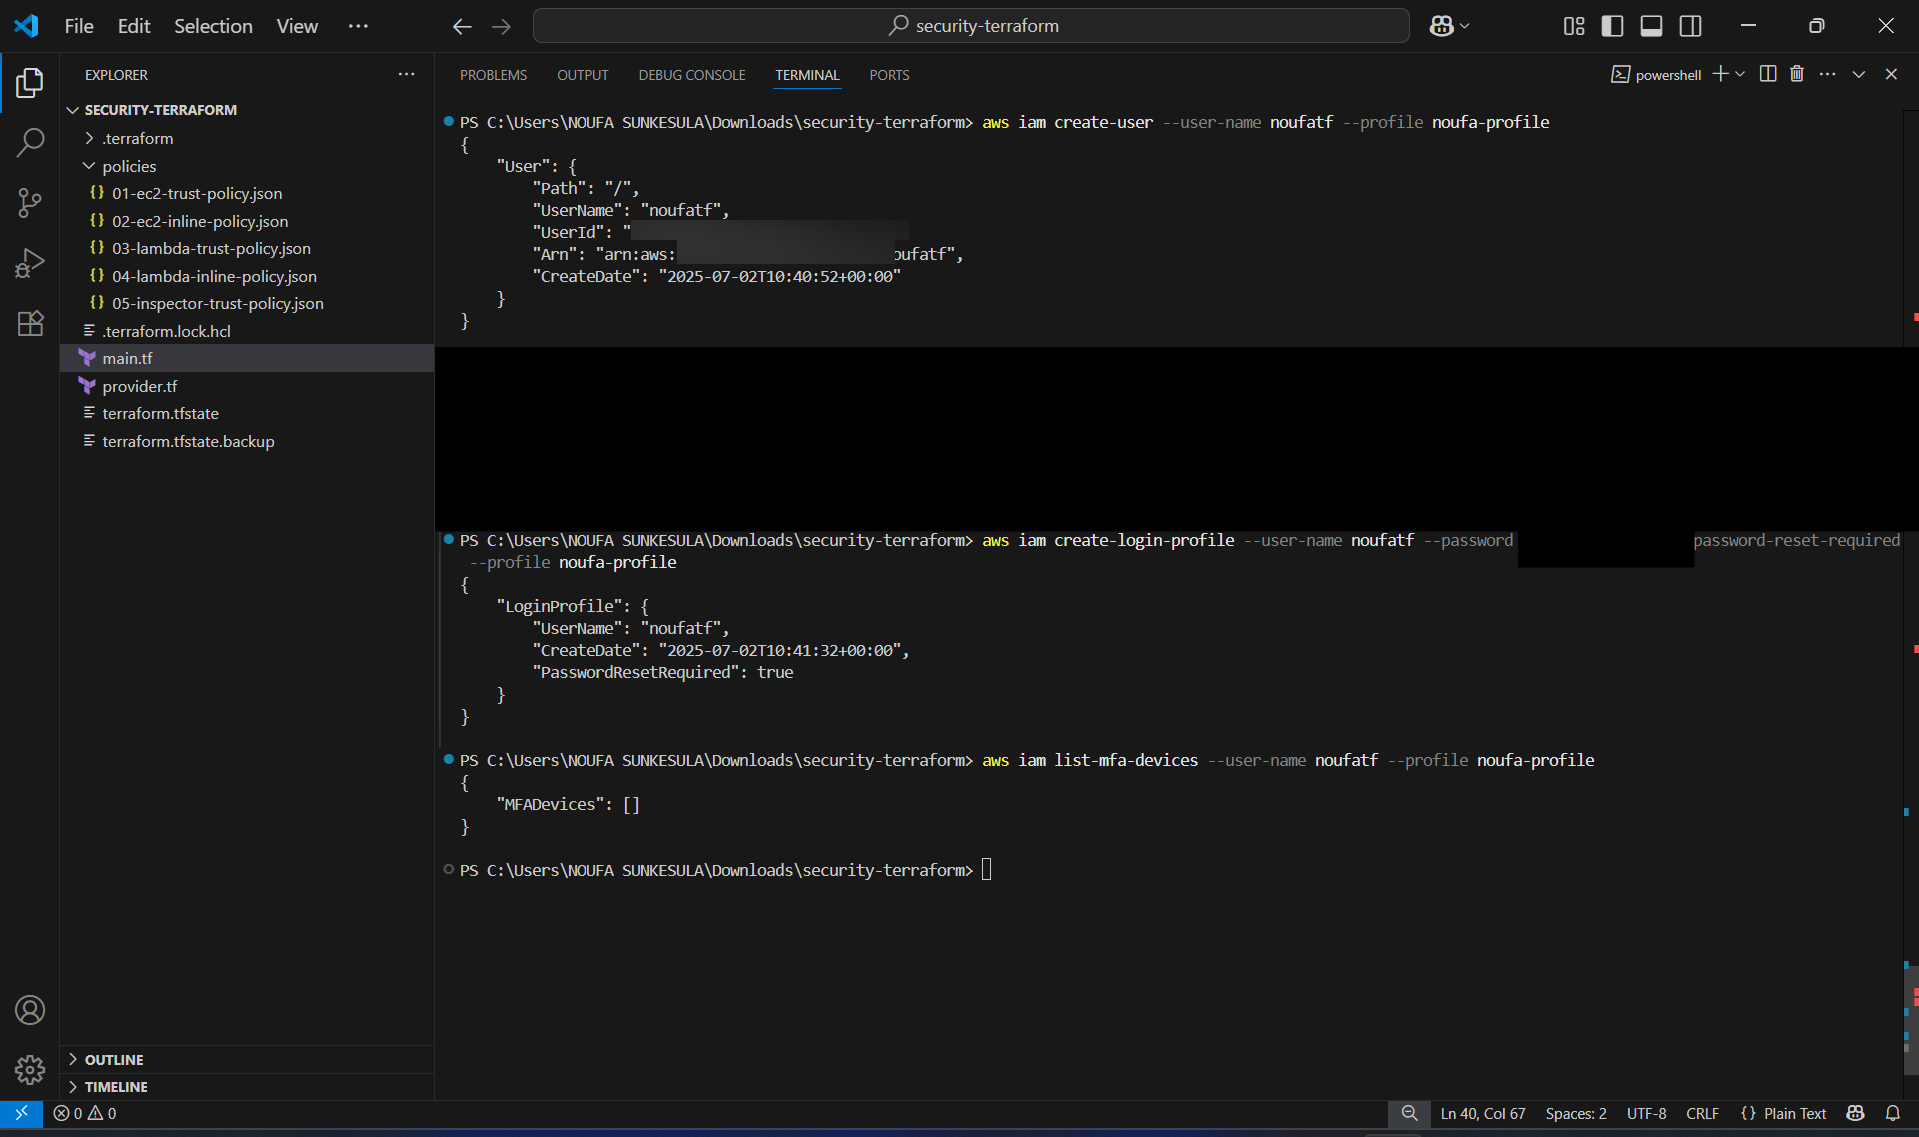 File Edit Selection View ··· security-terraform
EXPLORER ···
SECURITY-TERRAFORM
.terraform
policies
{} 01-ec2-trust-policy.json
{} 02-ec2-inline-policy.json
{} 03-lambda-trust-policy.json
{} 04-lambda-inline-policy.json
{} 05-inspector-trust-policy.json
.terraform.lock.hcl
main.tf
provider.tf
terraform.tfstate
terraform.tfstate.backup
OUTLINE
TIMELINE
PROBLEMS OUTPUT DEBUG CONSOLE TERMINAL PORTS powershell
PS C:\Users\NOUFA SUNKESULA\Downloads\security-terraform> aws iam create-user --user-name noufatf --profile noufa-profile
{
"User": {
"Path": "/",
"UserName": "noufatf",
"UserId": "
"Arn": "arn:aws: oufatf",
"CreateDate": "2025-07-02T10:40:52+00:00"
}
}
PS C:\Users\NOUFA SUNKESULA\Downloads\security-terraform> aws iam create-login-profile --user-name noufatf --password password-reset-required
--profile noufa-profile
{
"LoginProfile": {
"UserName": "noufatf",
"CreateDate": "2025-07-02T10:41:32+00:00",
"PasswordResetRequired": true
}
}
PS C:\Users\NOUFA SUNKESULA\Downloads\security-terraform> aws iam list-mfa-devices --user-name noufatf --profile noufa-profile
{
"MFADevices": []
}
PS C:\Users\NOUFA SUNKESULA\Downloads\security-terraform>
0 0 Ln 40, Col 67 Spaces: 2 UTF-8 CRLF {} Plain Text